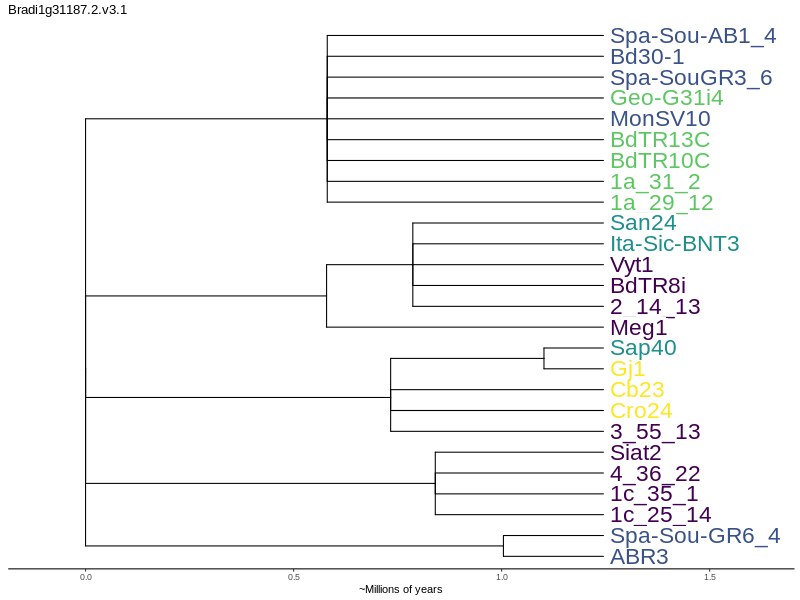 Bradi1g31187.2.v3.1
Spa-Sou-AB1_4
Bd30-1
Spa-SouGR3_6
Geo-G31i4
MonSV10
BdTR13C
BdTR10C
1a_31_2
1a_29_12
San24
Ita-Sic-BNT3
Vyt1
BdTR8i
2_14_13
Meg1
Sap40
Gj1
Cb23
Cro24
3_55_13
Siat2
4_36_22
1c_35_1
1c_25_14
Spa-Sou-GR6_4
ABR3
0.0 0.5 1.0 1.5
~Millions of years